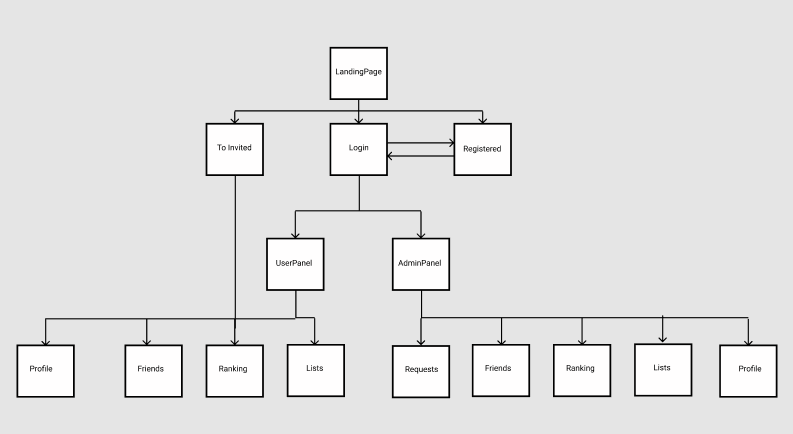 LandingPage
To Invited
Login
Registered
UserPanel
AdminPanel
Profile
Friends
Ranking
Lists
Requests
Friends
Ranking
Lists
Profile